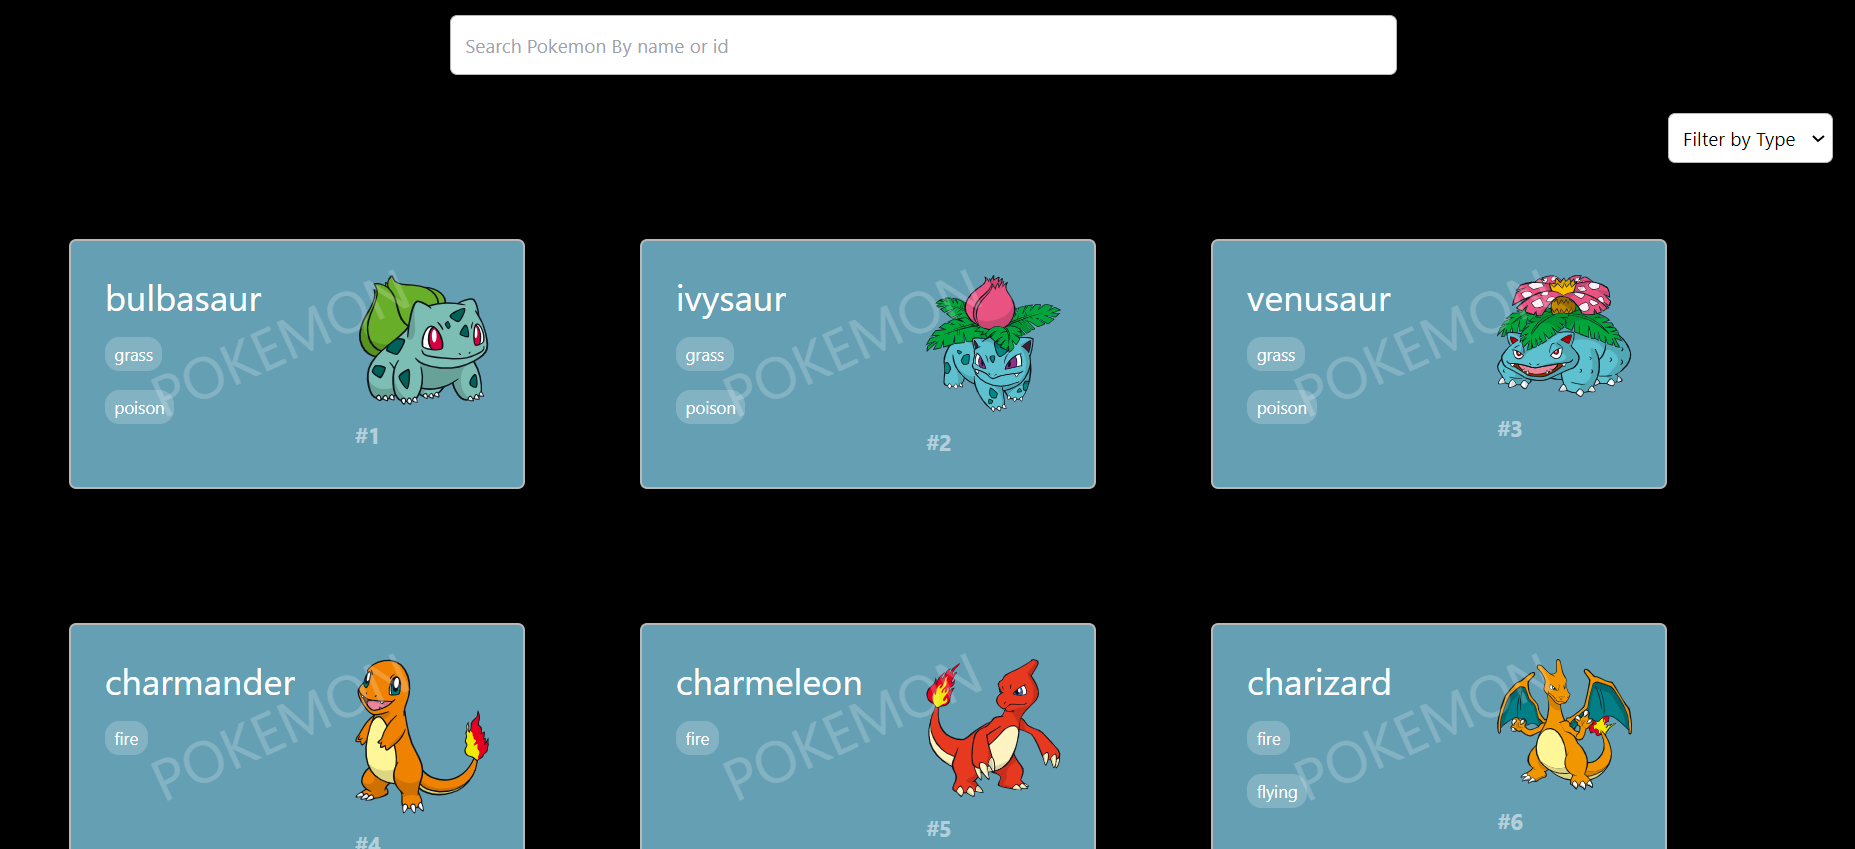 Search Pokemon By name or id
Filter by Type
bulbasaur
grass
poison
POKEMON
#1
ivysaur
grass
poison
POKEMON
#2
venusaur
grass
poison
POKEMON
#3
charmander
fire
POKEMON
#4
charmeleon
fire
POKEMON
#5
charizard
fire
flying
POKEMON
#6